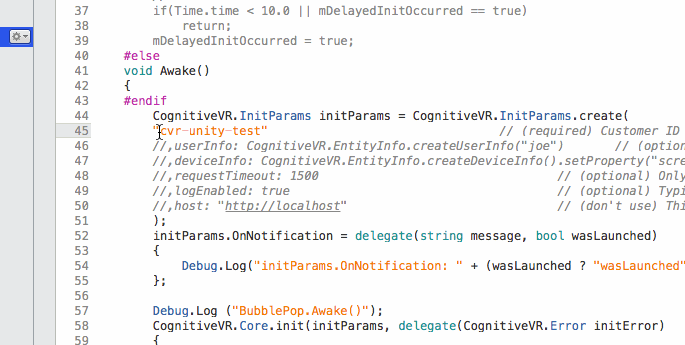 37 if(Time.time < 10.0 || mDelayedInitOccurred == true)
38 return;
39 mDelayedInitOccurred = true;
40 #else
41 void Awake()
42 {
43 #endif
44 CognitiveVR.InitParams initParams = CognitiveVR.InitParams.create(
45 "cvr-unity-test" // (required) Customer ID
46 //,userInfo: CognitiveVR.EntityInfo.createUserInfo("joe") // (option
47 //,deviceInfo: CognitiveVR.EntityInfo.createDeviceInfo().setProperty("scre
48 //,requestTimeout: 1500 // (optional) Only
49 //,logEnabled: true // (optional) Typi
50 //,host: "http://localhost" // (don't use) Thi
51 );
52 initParams.OnNotification = delegate(string message, bool wasLaunched)
53 {
54 Debug.Log("initParams.OnNotification: " + (wasLaunched ? "wasLaunched"
55 };
56
57 Debug.Log ("BubblePop.Awake()");
58 CognitiveVR.Core.init(initParams, delegate(CognitiveVR.Error initError)
59 {